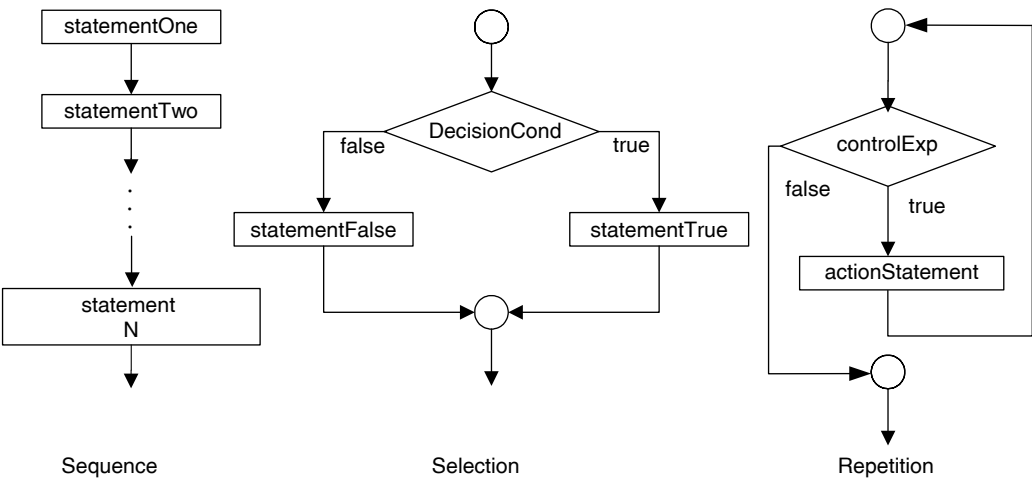 statementOne
statementTwo
.
.
.
statement
N
Sequence
DecisionCond
false
true
statementFalse
statementTrue
Selection
controlExp
false
true
actionStatement
Repetition